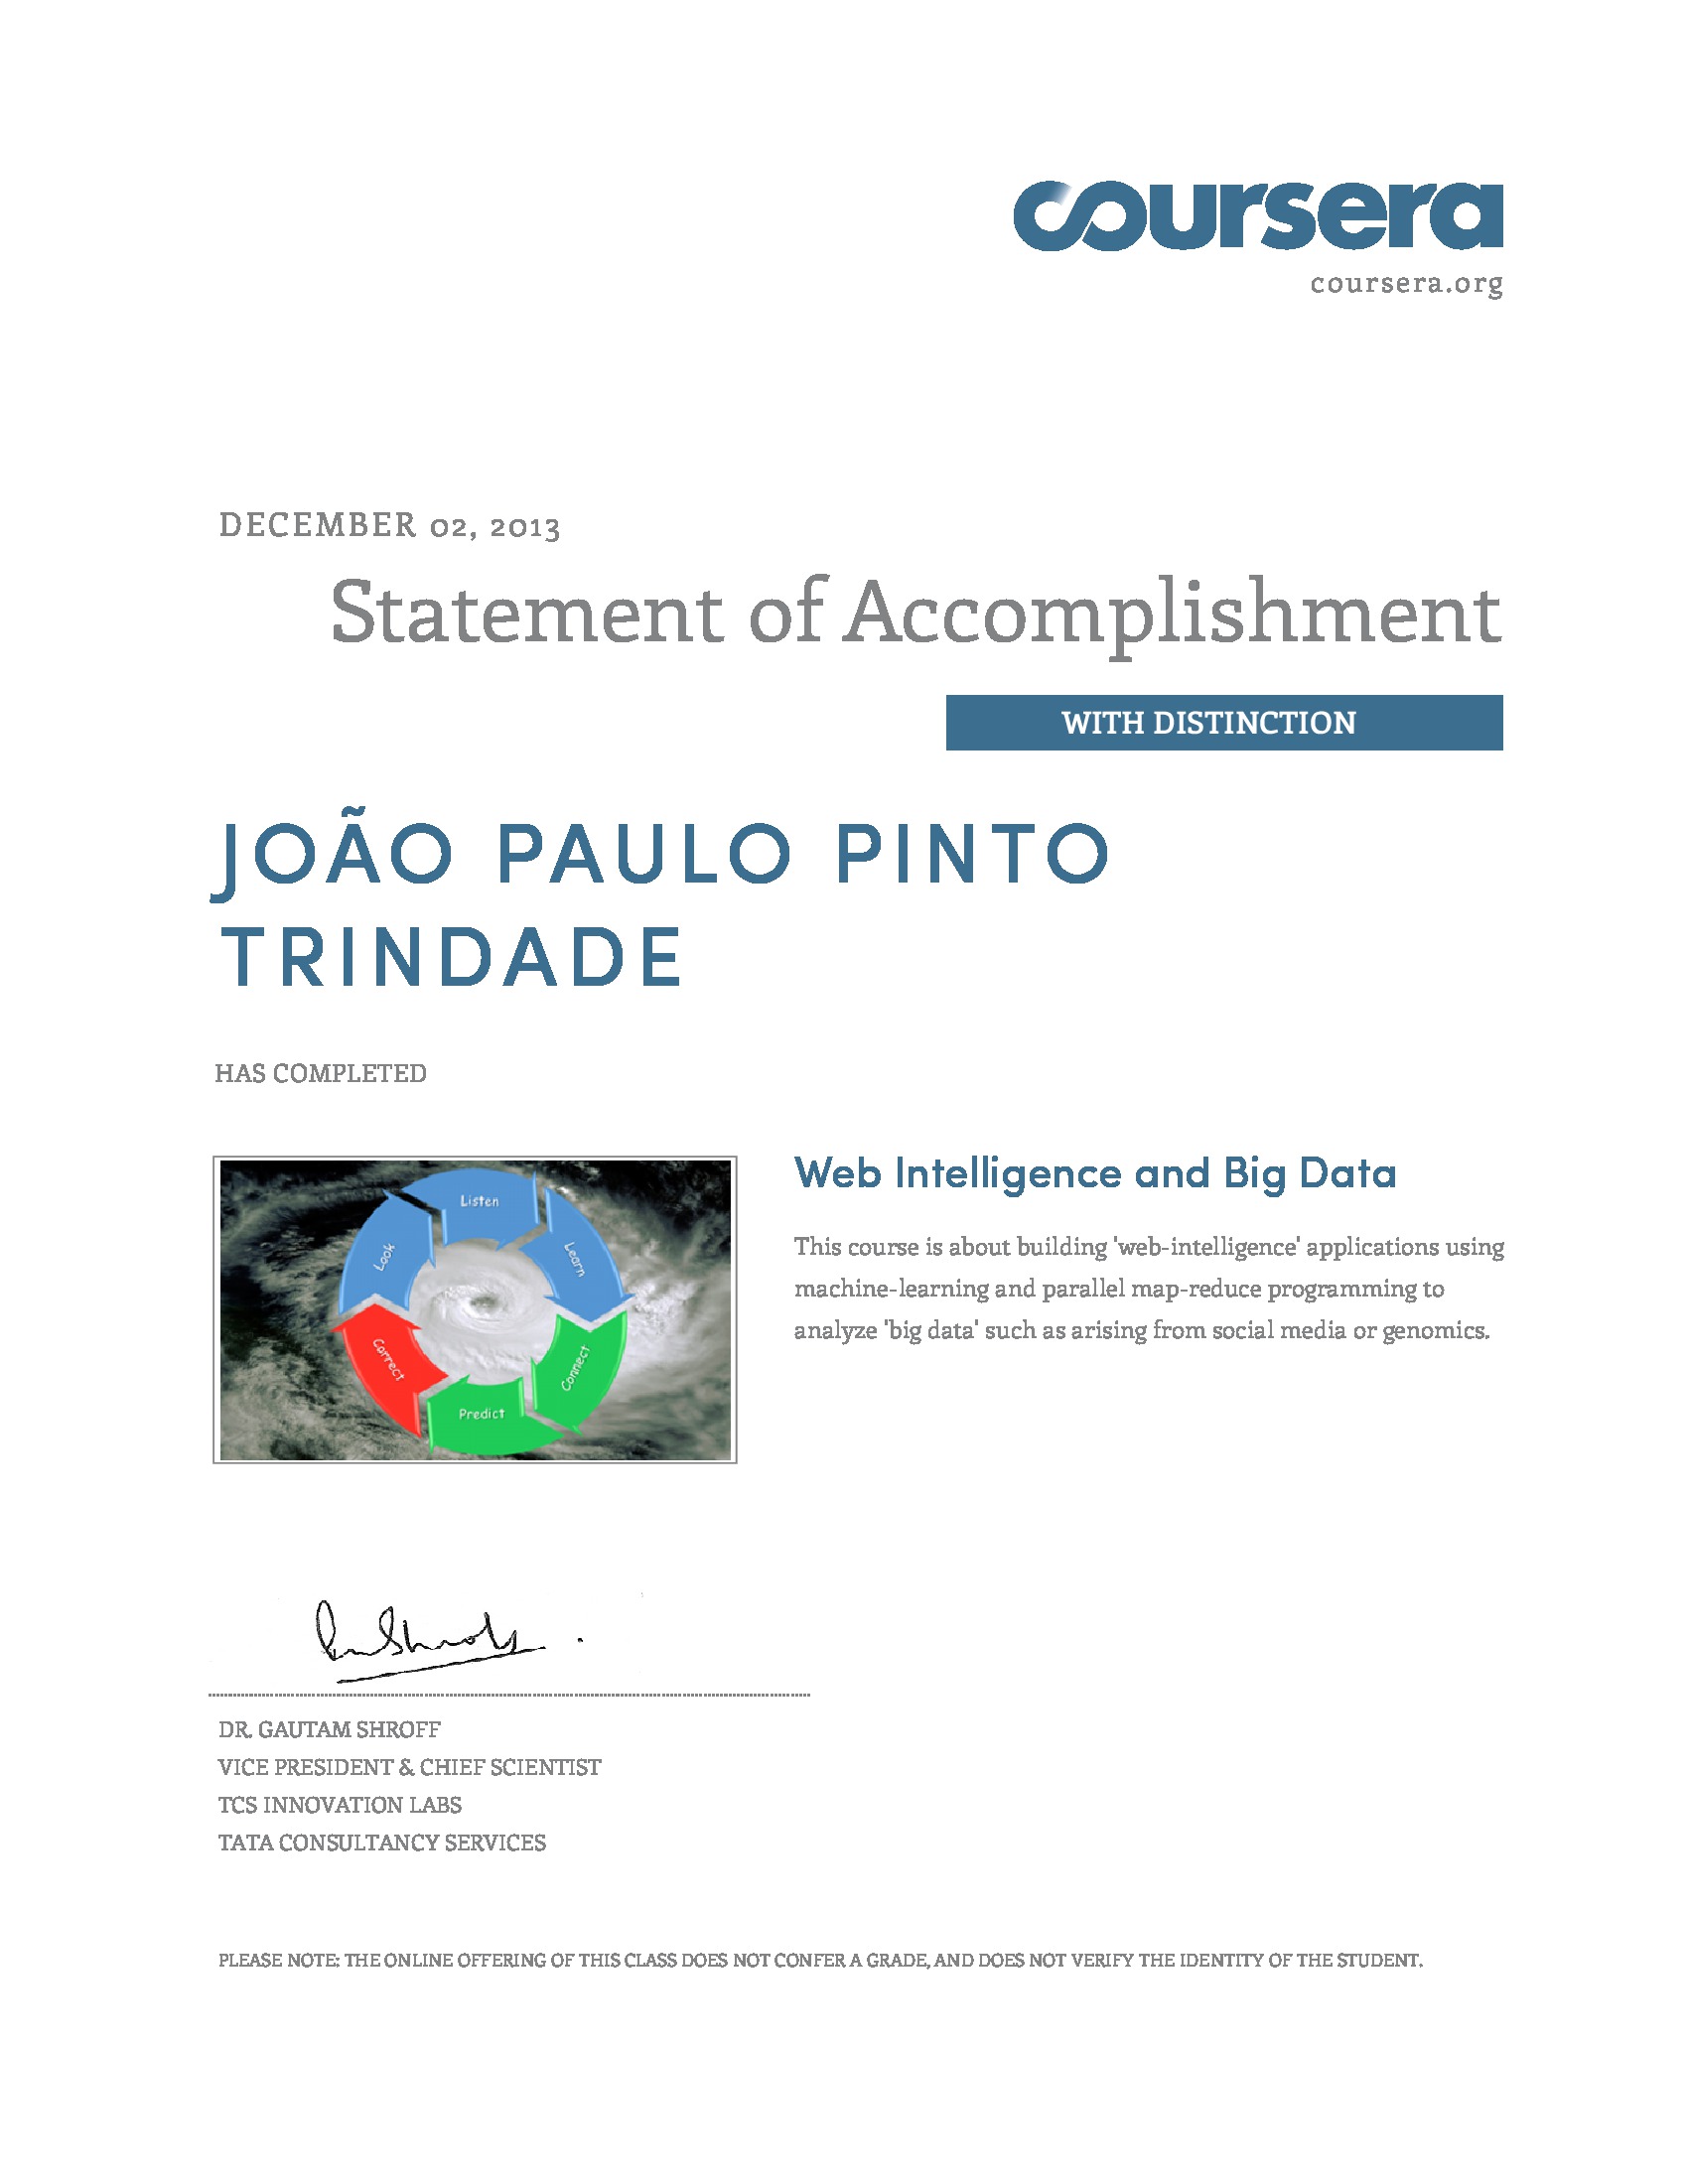 coursera
coursera.org
DECEMBER 02, 2013
Statement of Accomplishment
WITH DISTINCTION
JOÃO PAULO PINTO
TRINDADE
HAS COMPLETED
Listen
Look
Learn
Correct
Connect
Predict
Web Intelligence and Big Data
This course is about building 'web-intelligence' applications using
machine-learning and parallel map-reduce programming to
analyze 'big data' such as arising from social media or genomics.
DR. GAUTAM SHROFF
VICE PRESIDENT & CHIEF SCIENTIST
TCS INNOVATION LABS
TATA CONSULTANCY SERVICES
PLEASE NOTE: THE ONLINE OFFERING OF THIS CLASS DOES NOT CONFER A GRADE, AND DOES NOT VERIFY THE IDENTITY OF THE STUDENT.